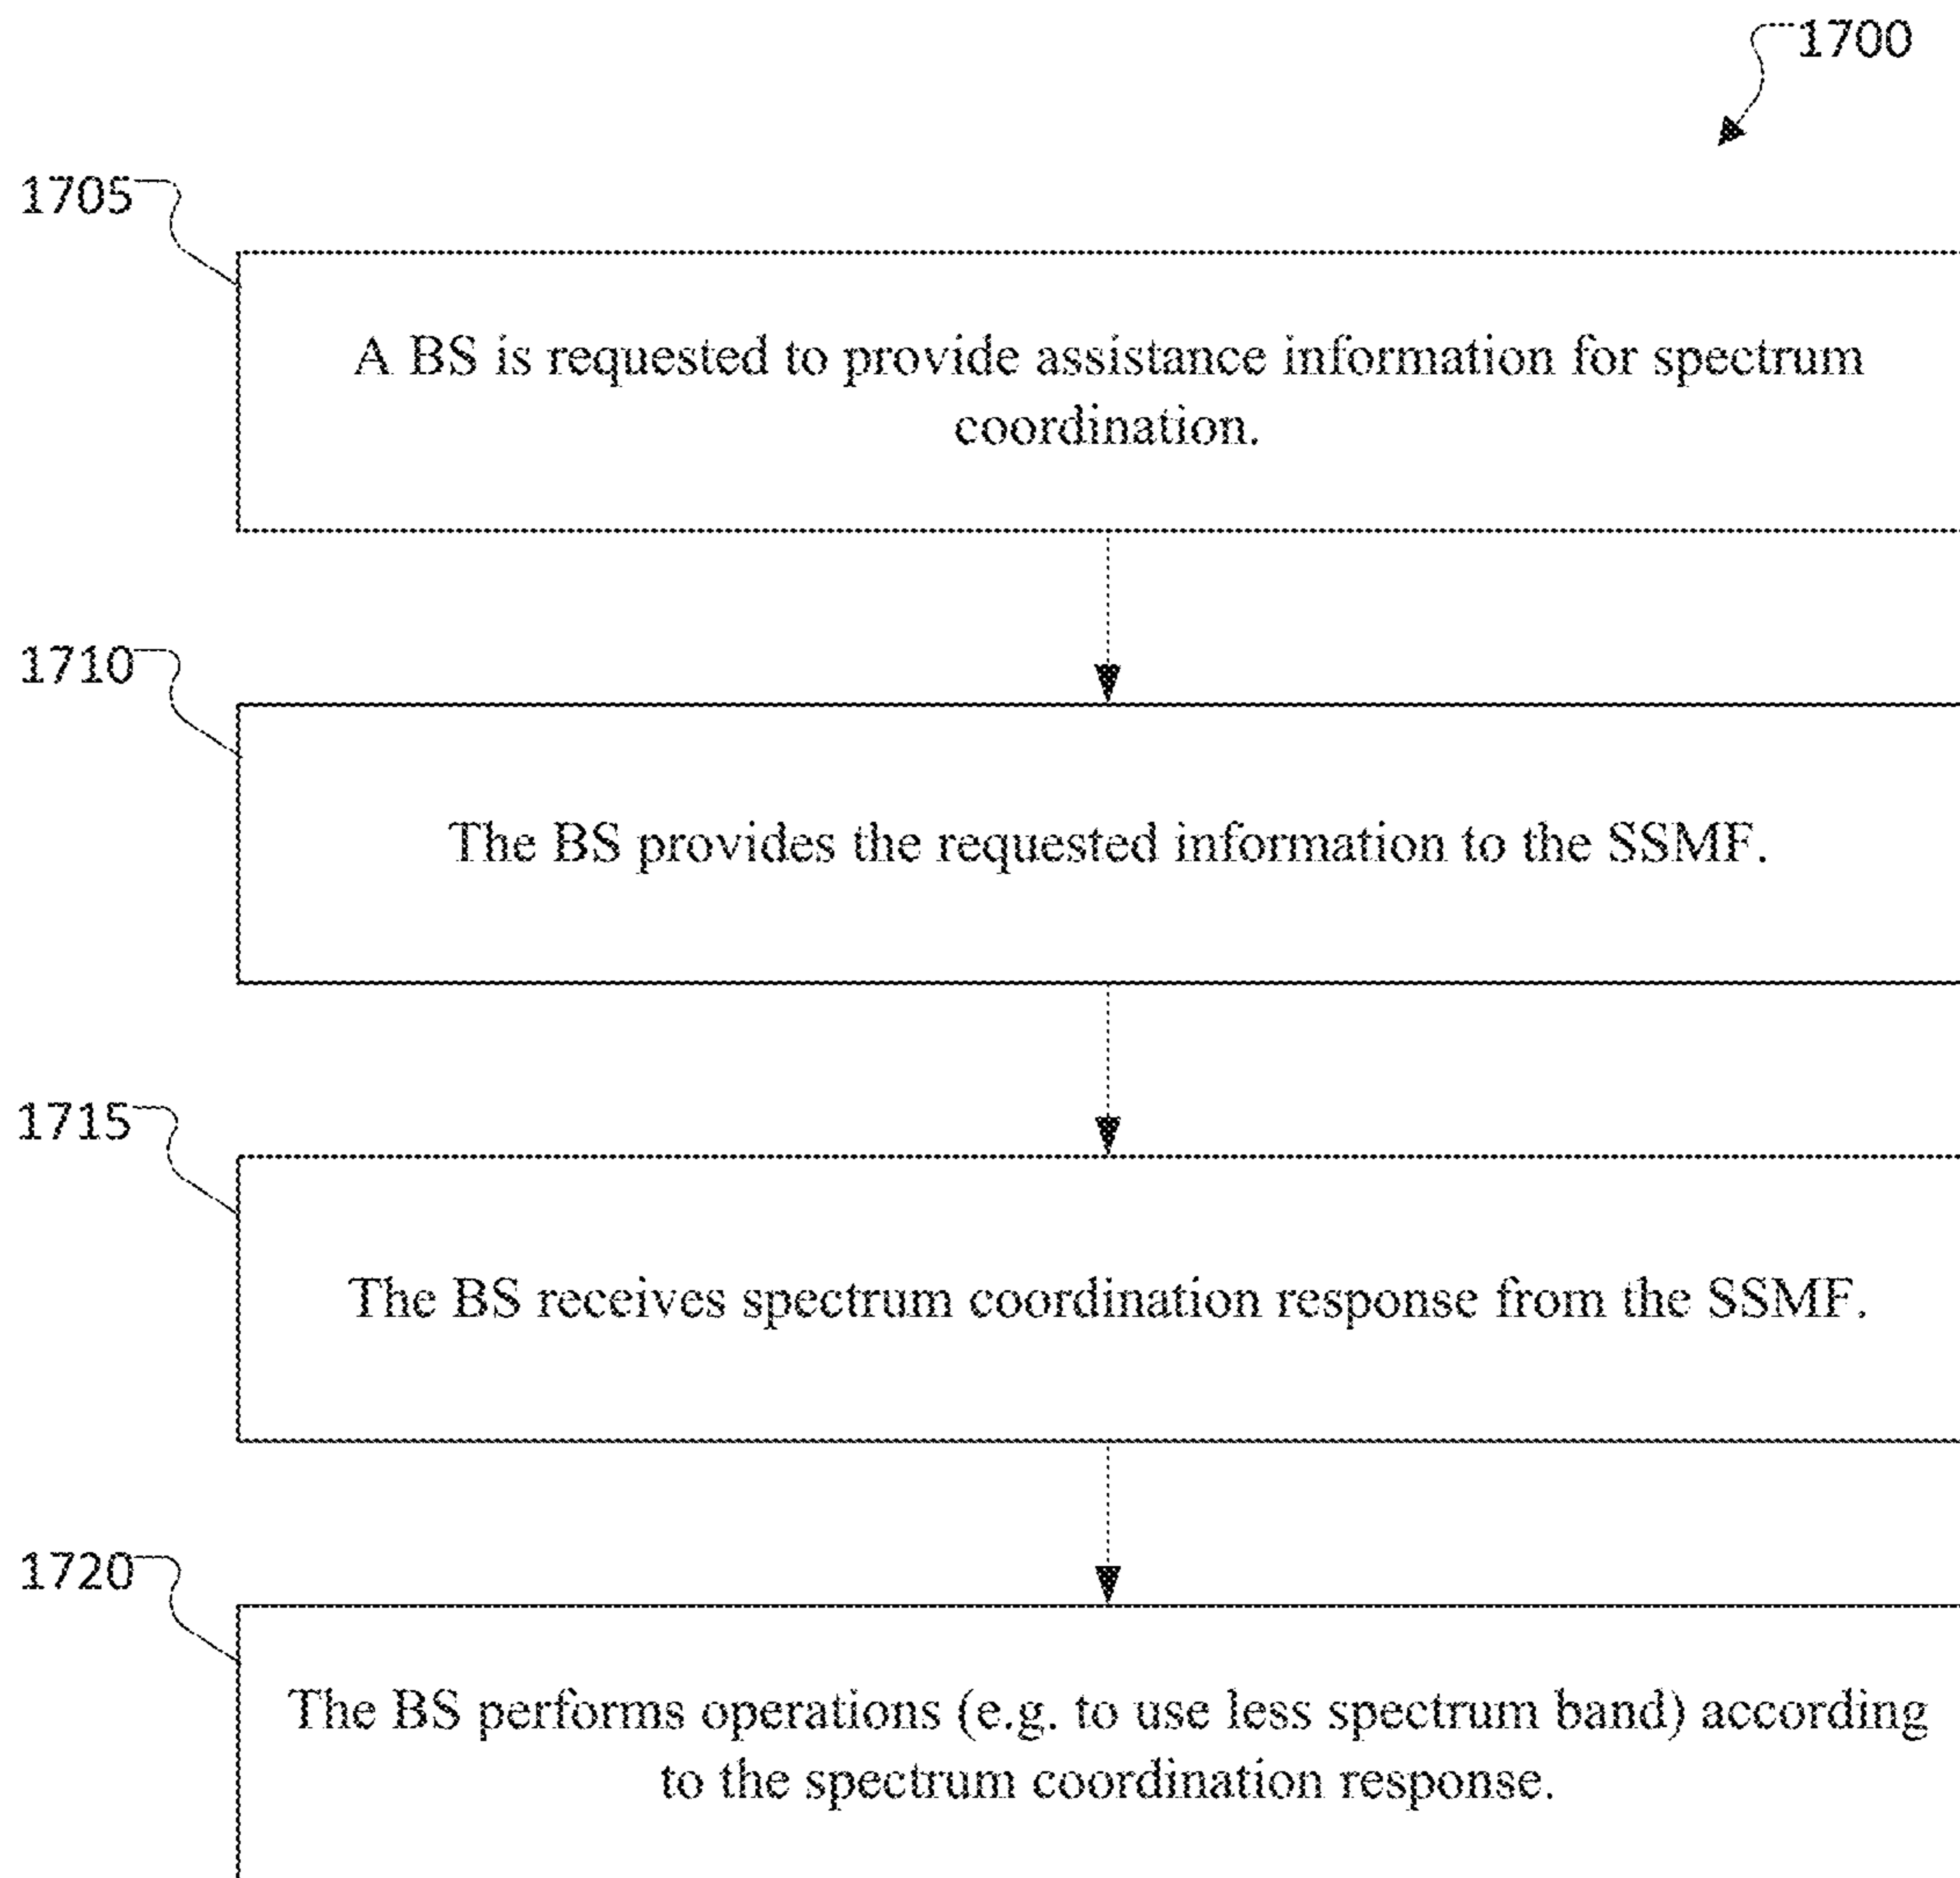 1700
1705
A BS is requested to provide assistance information for spectrum
coordination.
1710
The BS provides the requested information to the SSMF.
1715
The BS receives spectrum coordination response from the SSMF.
1720
The BS performs operations (e.g. to use less spectrum band) according
to the spectrum coordination response.